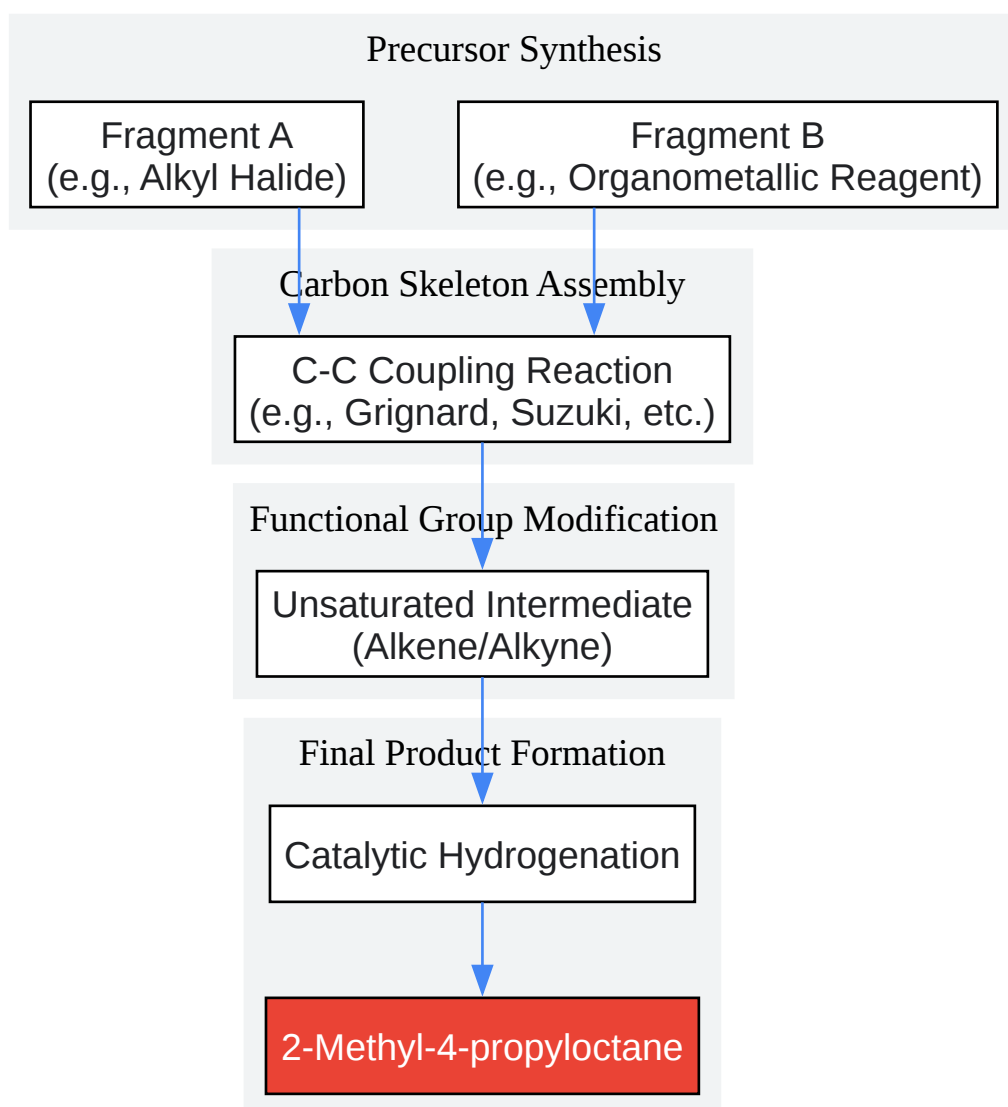 Precursor Synthesis
Fragment A
(e.g., Alkyl Halide)
Fragment B
(e.g., Organometallic Reagent)
Carbon Skeleton Assembly
C-C Coupling Reaction
(e.g., Grignard, Suzuki, etc.)
Functional Group Modification
Unsaturated Intermediate
(Alkene/Alkyne)
Final Product Formation
Catalytic Hydrogenation
2-Methyl-4-propyloctane